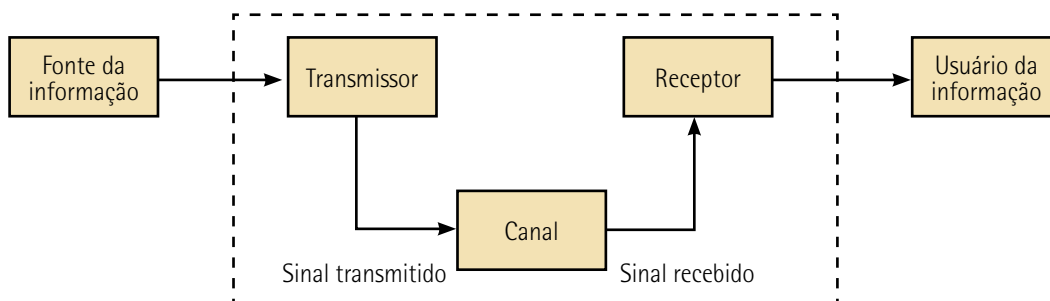 Fonte da
informação
Transmissor
Receptor
Usuário da
informação
Canal
Sinal transmitido
Sinal recebido